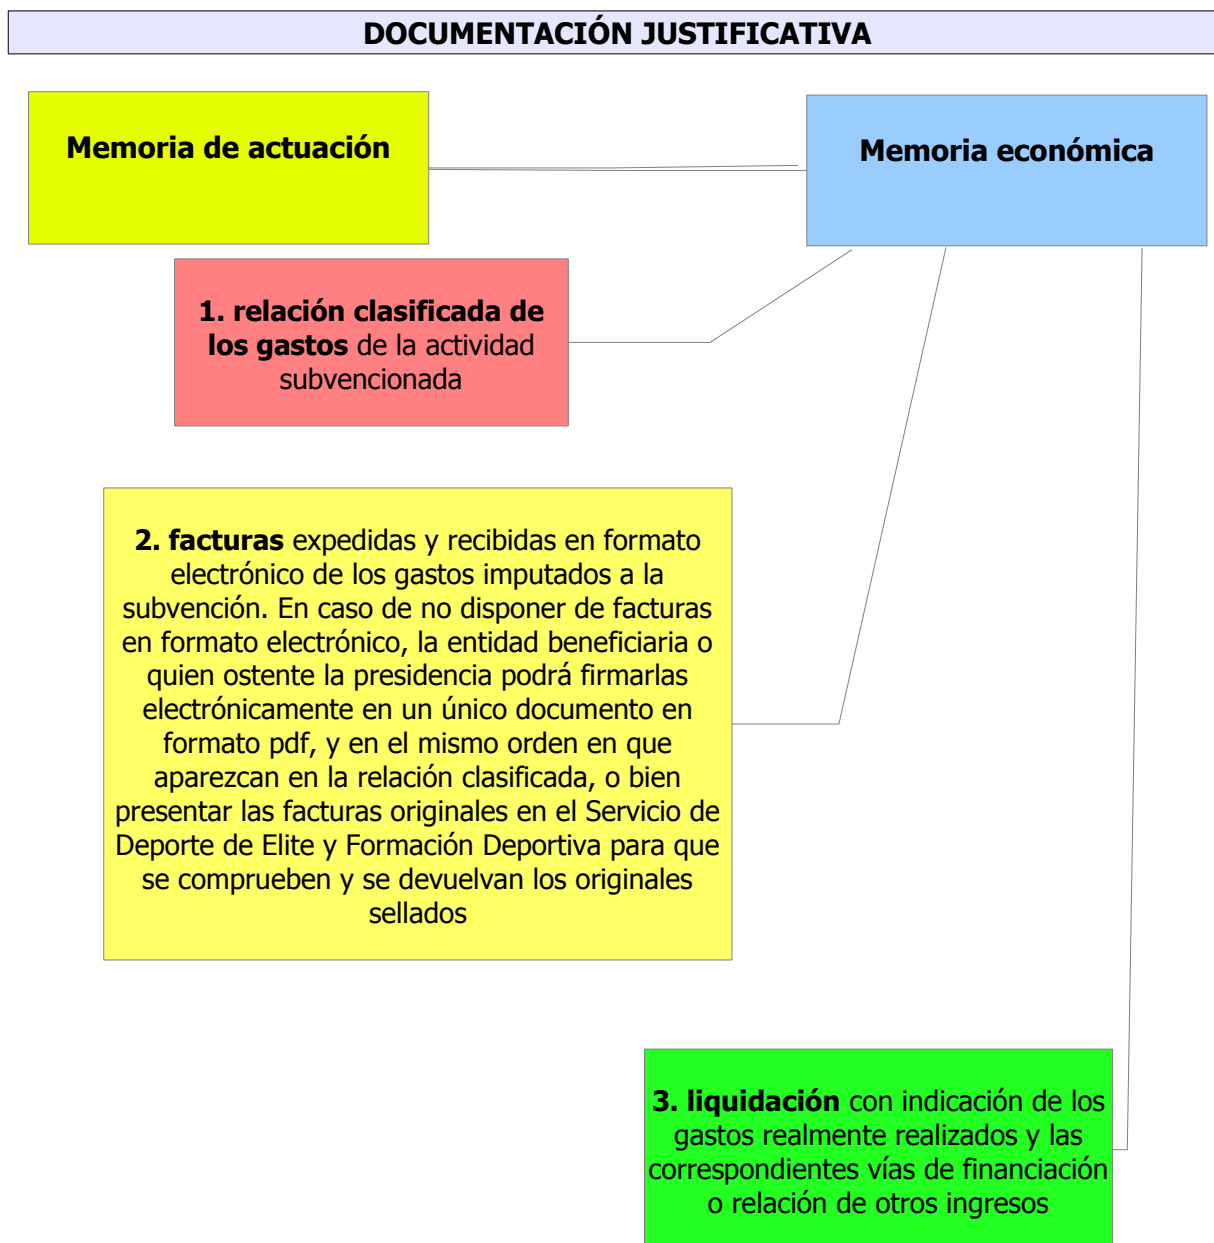 DOCUMENTACIÓN JUSTIFICATIVA
Memoria de actuación
Memoria económica
1. relación clasificada de
los gastos de la actividad
subvencionada
2. facturas expedidas y recibidas en formato
electrónico de los gastos imputados a la
subvención. En caso de no disponer de facturas
en formato electrónico, la entidad beneficiaria o
quien ostente la presidencia podrá firmarlas
electrónicamente en un único documento en
formato pdf, y en el mismo orden en que
aparezcan en la relación clasificada, o bien
presentar las facturas originales en el Servicio de
Deporte de Elite y Formación Deportiva para que
se comprueben y se devuelvan los originales
sellados
3. liquidación con indicación de los
gastos realmente realizados y las
correspondientes vías de financiación
o relación de otros ingresos